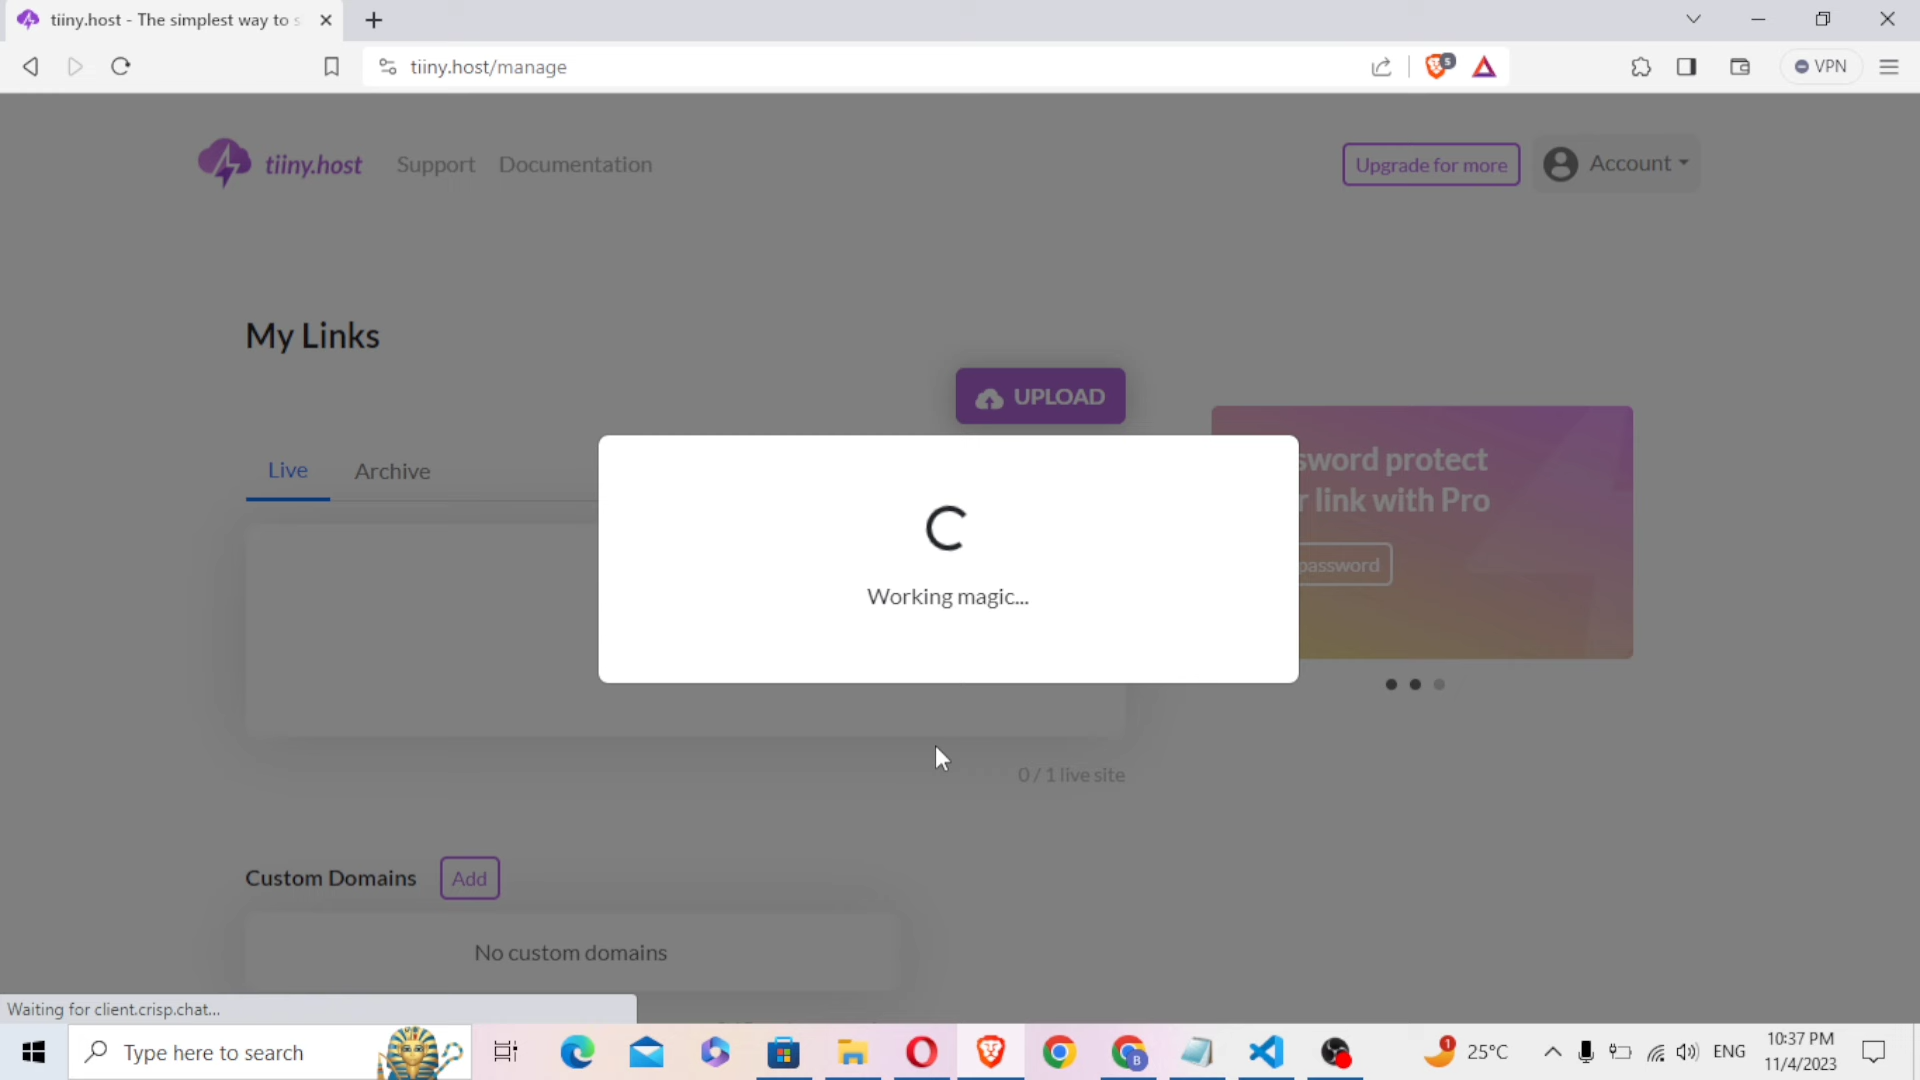 tiiny.host - The simplest way to s
tiiny.host/manage
5
VPN
tiiny.host
Support
Documentation
Upgrade for more
Account
My Links
UPLOAD
Live
Archive
sword protect
r link with Pro
password
Working magic...
0 / 1 live site
Custom Domains
Add
No custom domains
Waiting for client.crisp.chat...
Type here to search
B
1
25°C
ENG
10:37 PM
11/4/2023